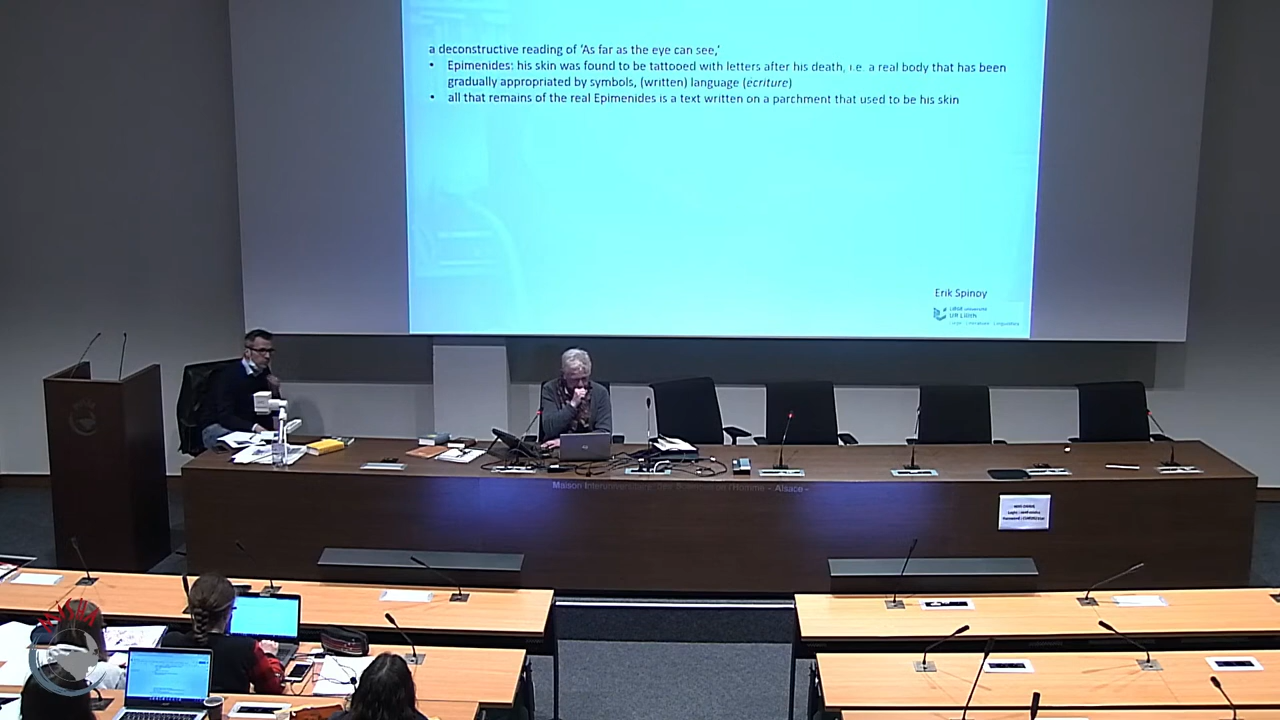 a deconstructive reading of 'As far as the eye can see,'
• Epimenides: his skin was found to be tattooed with letters after his death, i.e. a real body that has been
gradually appropriated by symbols, (written) language (écriture)
• all that remains of the real Epimenides is a text written on a parchment that used to be his skin
Erik Spinoy
Maison Interuniversitaire des Sciences de l'Homme - Alsace -
MISHA